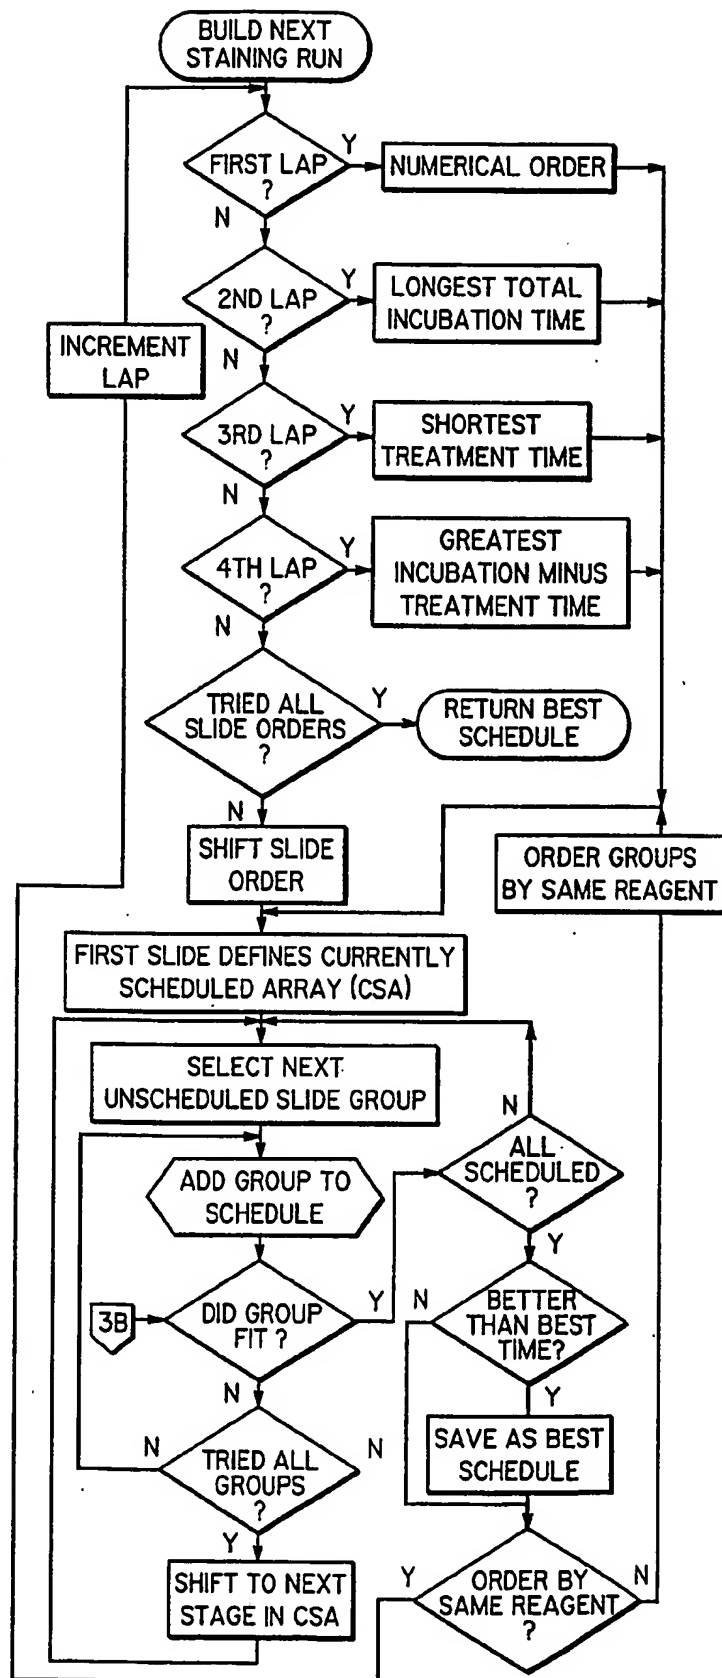 BUILD NEXT
STAINING RUN
FIRST LAP
?
Y
N
NUMERICAL ORDER
2ND LAP
?
Y
N
LONGEST TOTAL
INCUBATION TIME
INCREMENT
LAP
3RD LAP
?
Y
N
SHORTEST
TREATMENT TIME
4TH LAP
?
Y
N
GREATEST
INCUBATION MINUS
TREATMENT TIME
TRIED ALL
SLIDE ORDERS
?
Y
N
RETURN BEST
SCHEDULE
SHIFT SLIDE
ORDER
ORDER GROUPS
BY SAME REAGENT
FIRST SLIDE DEFINES CURRENTLY
SCHEDULED ARRAY (CSA)
SELECT NEXT
UNSCHEDULED SLIDE GROUP
N
ALL
SCHEDULED
?
Y
ADD GROUP TO
SCHEDULE
3B
DID GROUP
FIT ?
Y
N
N
BETTER
THAN BEST
TIME?
Y
N
TRIED ALL
GROUPS
?
N
Y
SAVE AS BEST
SCHEDULE
SHIFT TO NEXT
STAGE IN CSA
Y
ORDER BY
SAME REAGENT
?
N